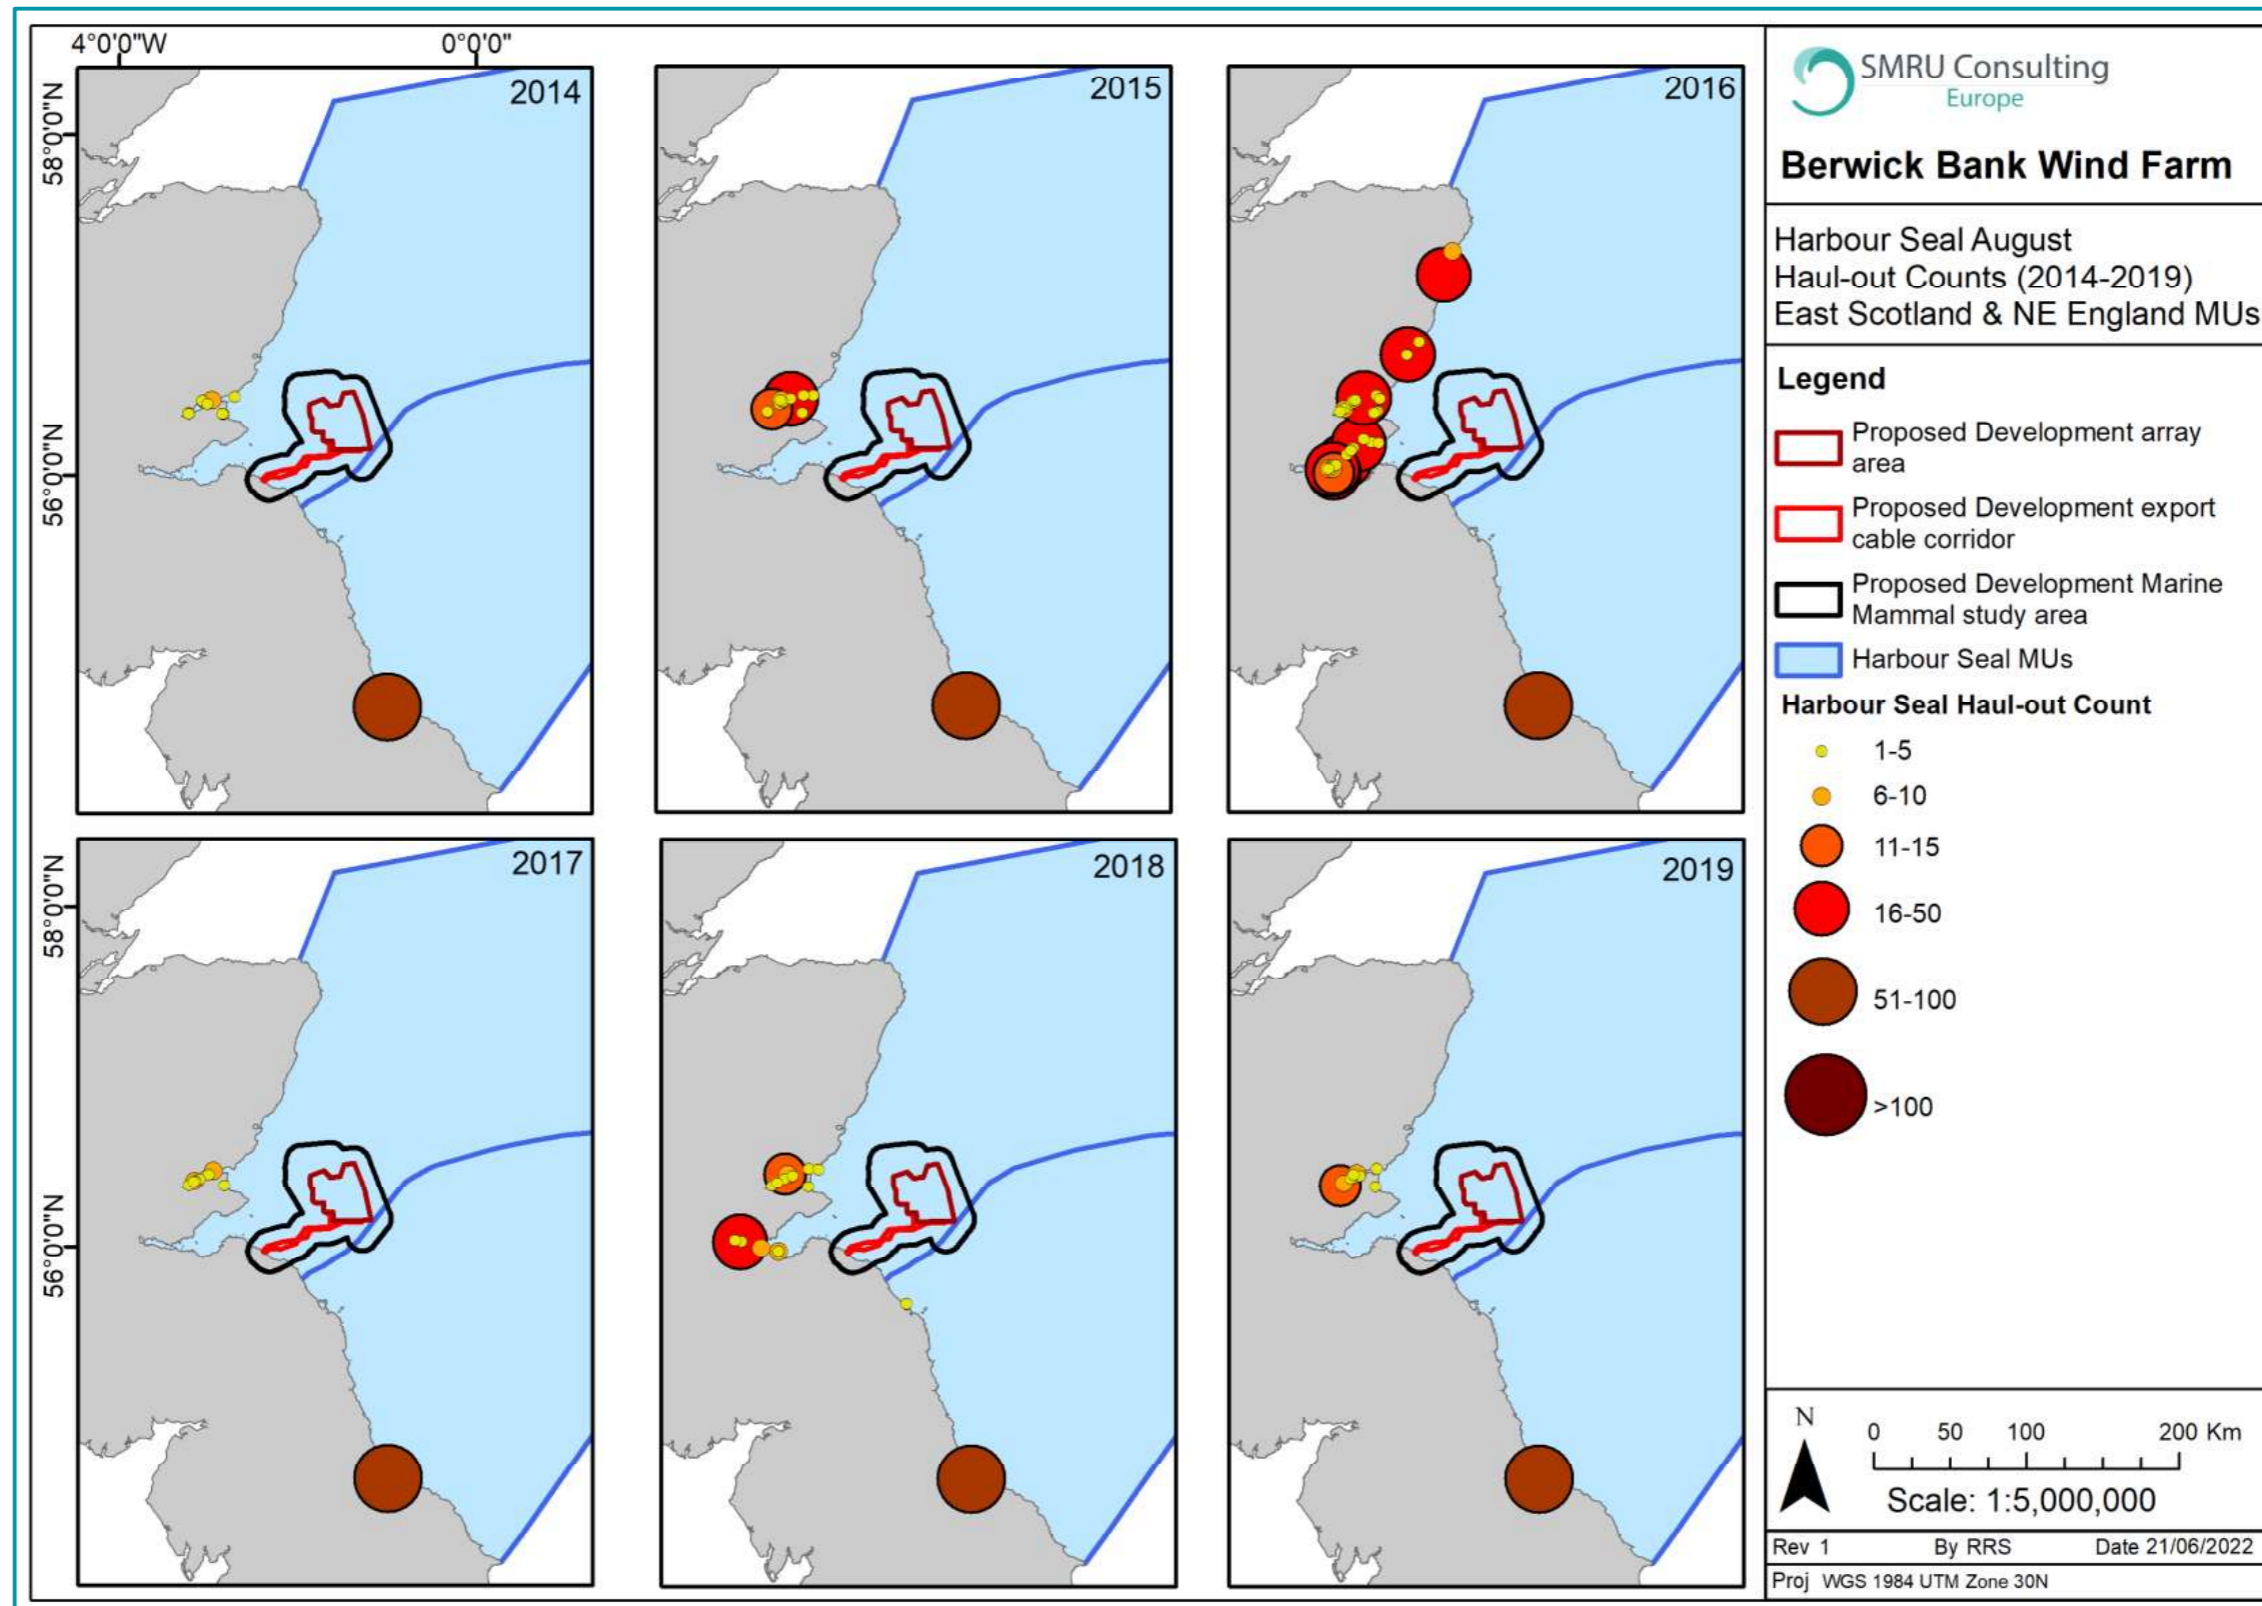 4°0'0"W
0°0'0"
58°0'0"N
56°0'0"N
2014
2015
2016
58°0'0"N
56°0'0"N
2017
2018
2019
SMRU Consulting
Europe
Berwick Bank Wind Farm
Harbour Seal August
Haul-out Counts (2014-2019)
East Scotland & NE England MUs
Legend
Proposed Development array
area
Proposed Development export
cable corridor
Proposed Development Marine
Mammal study area
Harbour Seal MUs
Harbour Seal Haul-out Count
1-5
6-10
11-15
16-50
51-100
>100
N
0 50 100 200 Km
Scale: 1:5,000,000
Rev 1 By RRS Date 21/06/2022
Proj WGS 1984 UTM Zone 30N